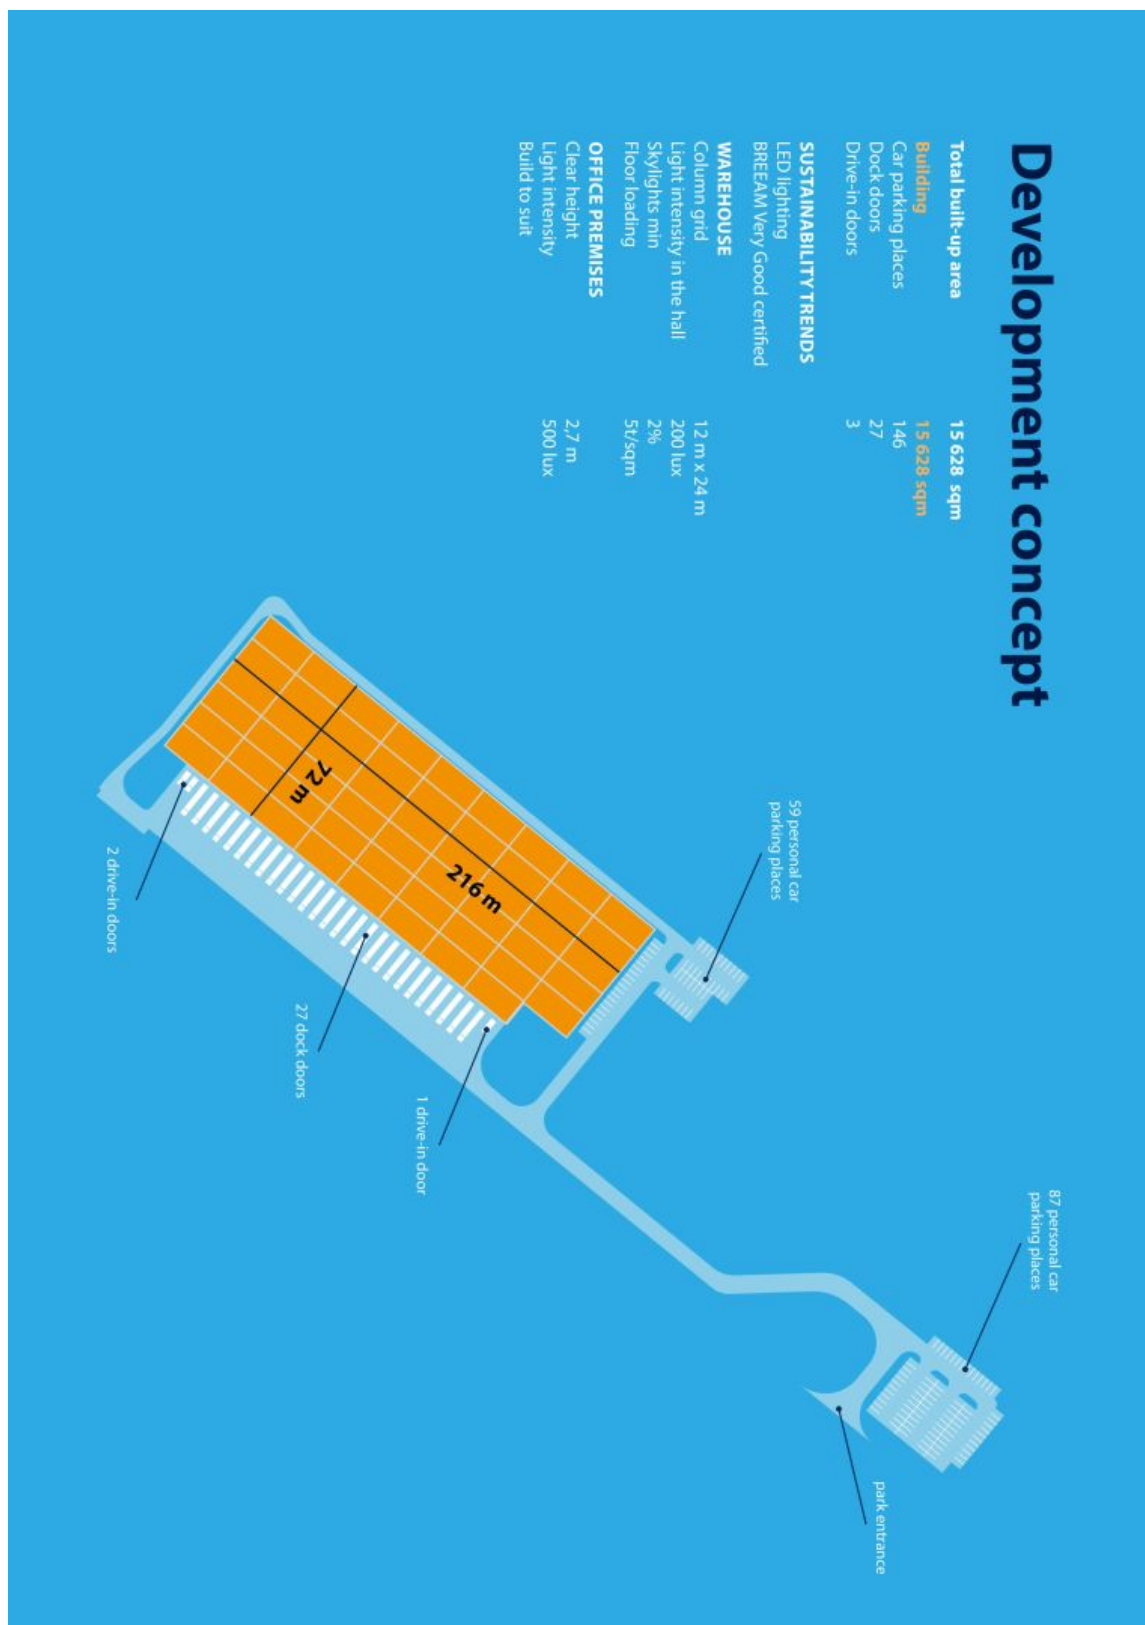 Development concept
Total built-up area 15 628 sqm
Building 15 628 sqm
Car parking places 146
Dock doors 27
Drive-in doors 3
SUSTAINABILITY TRENDS
LED lighting
BREEAM Very Good certified
WAREHOUSE
Column grid 12 m x 24 m
Light intensity in the hall 200 lux
Skylights min 2%
Floor loading 5t/sqm
OFFICE PREMISES
Clear height 2,7 m
Light intensity 500 lux
Build to suit
87 personal car
parking places
59 personal car
parking places
park entrance
216 m
72 m
1 drive-in door
27 dock doors
2 drive-in doors